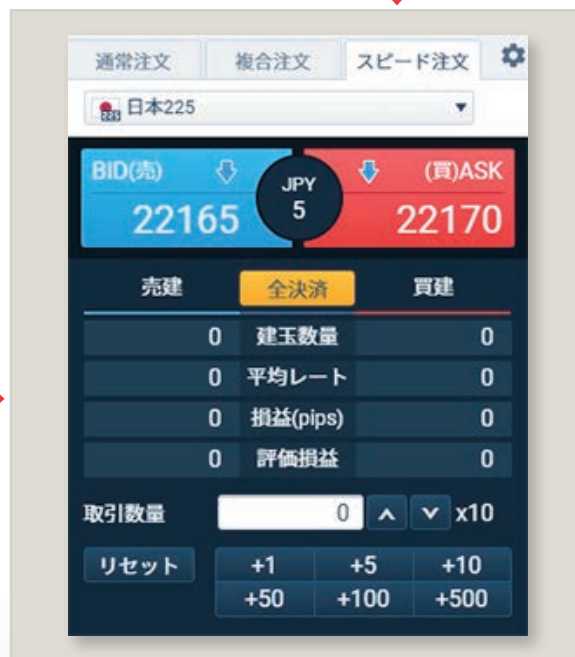 通常注文 複合注文 スピード注文
225 日本225
BID(売) JPY (買)ASK
22165 5 22170
売建 全決済 買建
0 建玉数量 0
0 平均レート 0
0 損益(pips) 0
0 評価損益 0
取引数量 0 x10
リセット +1 +5 +10
+50 +100 +500